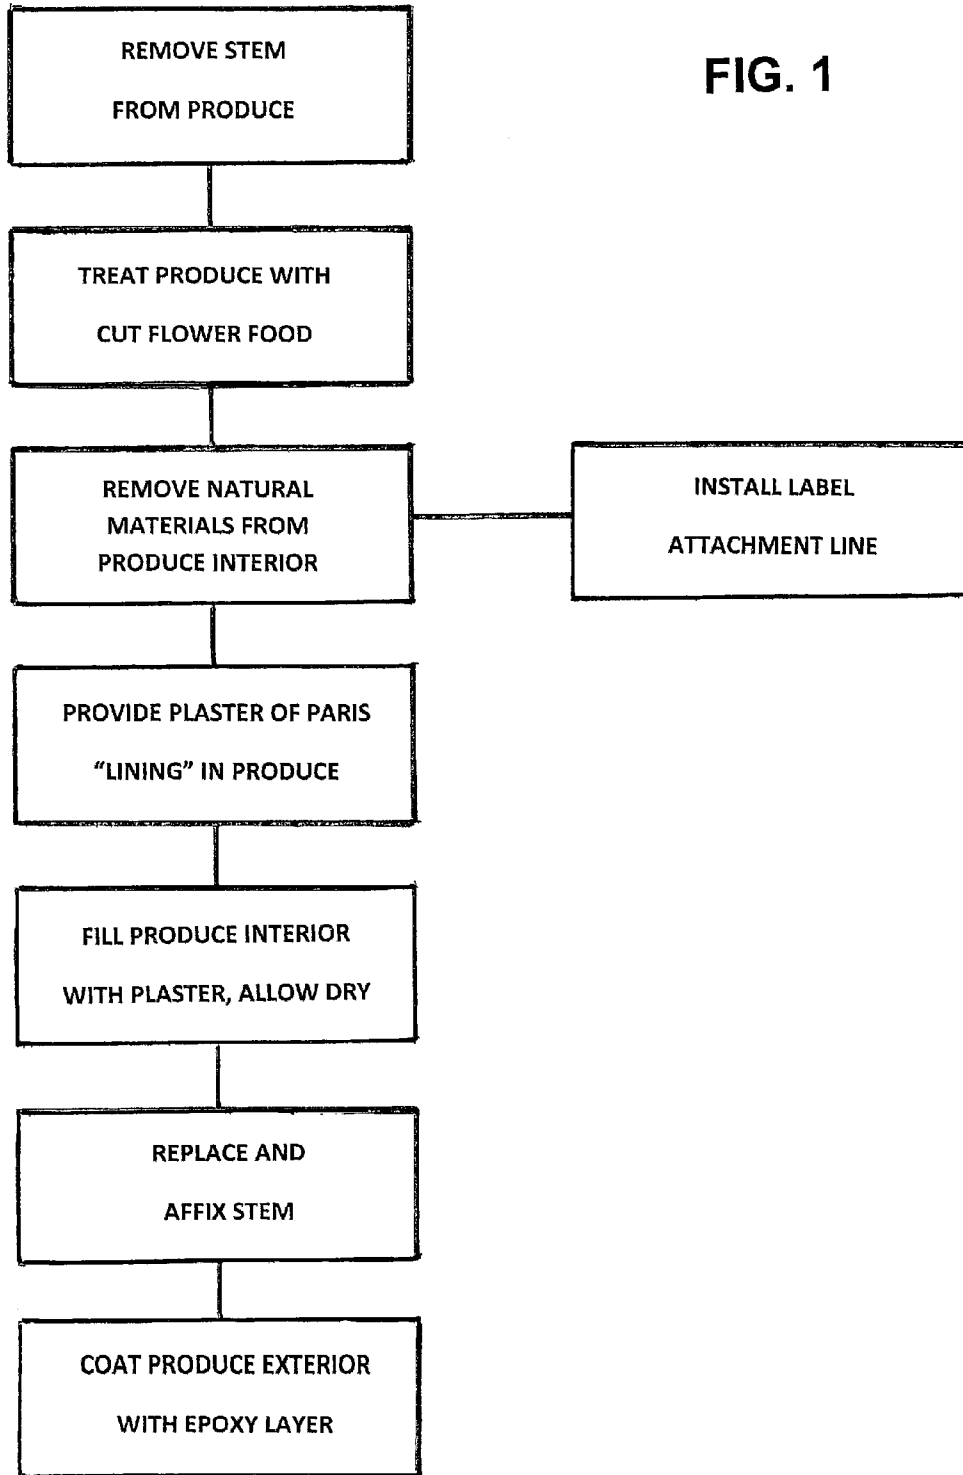 REMOVE STEM
FROM PRODUCE
FIG. 1
TREAT PRODUCE WITH
CUT FLOWER FOOD
REMOVE NATURAL
MATERIALS FROM
PRODUCE INTERIOR
INSTALL LABEL
ATTACHMENT LINE
PROVIDE PLASTER OF PARIS
“LINING” IN PRODUCE
FILL PRODUCE INTERIOR
WITH PLASTER, ALLOW DRY
REPLACE AND
AFFIX STEM
COAT PRODUCE EXTERIOR
WITH EPOXY LAYER